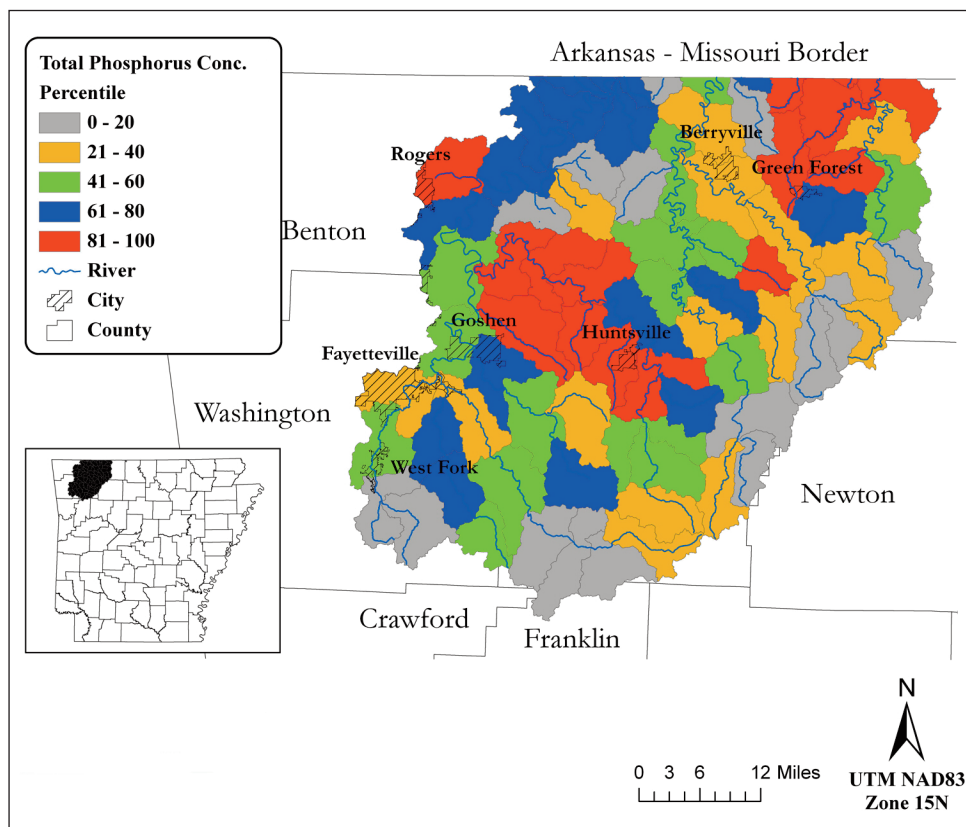 Arkansas - Missouri Border
Total Phosphorus Conc.
Percentile
0 - 20
21 - 40
41 - 60
61 - 80
81 - 100
River
City
County
Berryville
Rogers
Green Forest
Benton
Goshen
Huntsville
Fayetteville
Washington
West Fork
Newton
Crawford
Franklin
N
0 3 6 12 Miles
UTM NAD83
Zone 15N